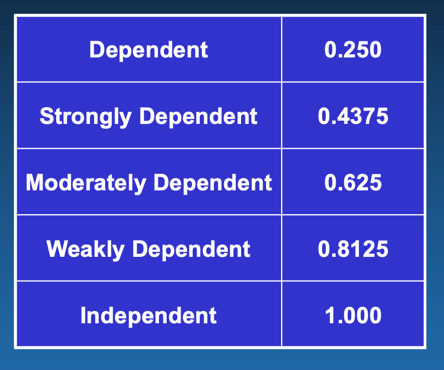 Dependent 0.250
Strongly Dependent 0.4375
Moderately Dependent 0.625
Weakly Dependent 0.8125
Independent 1.000